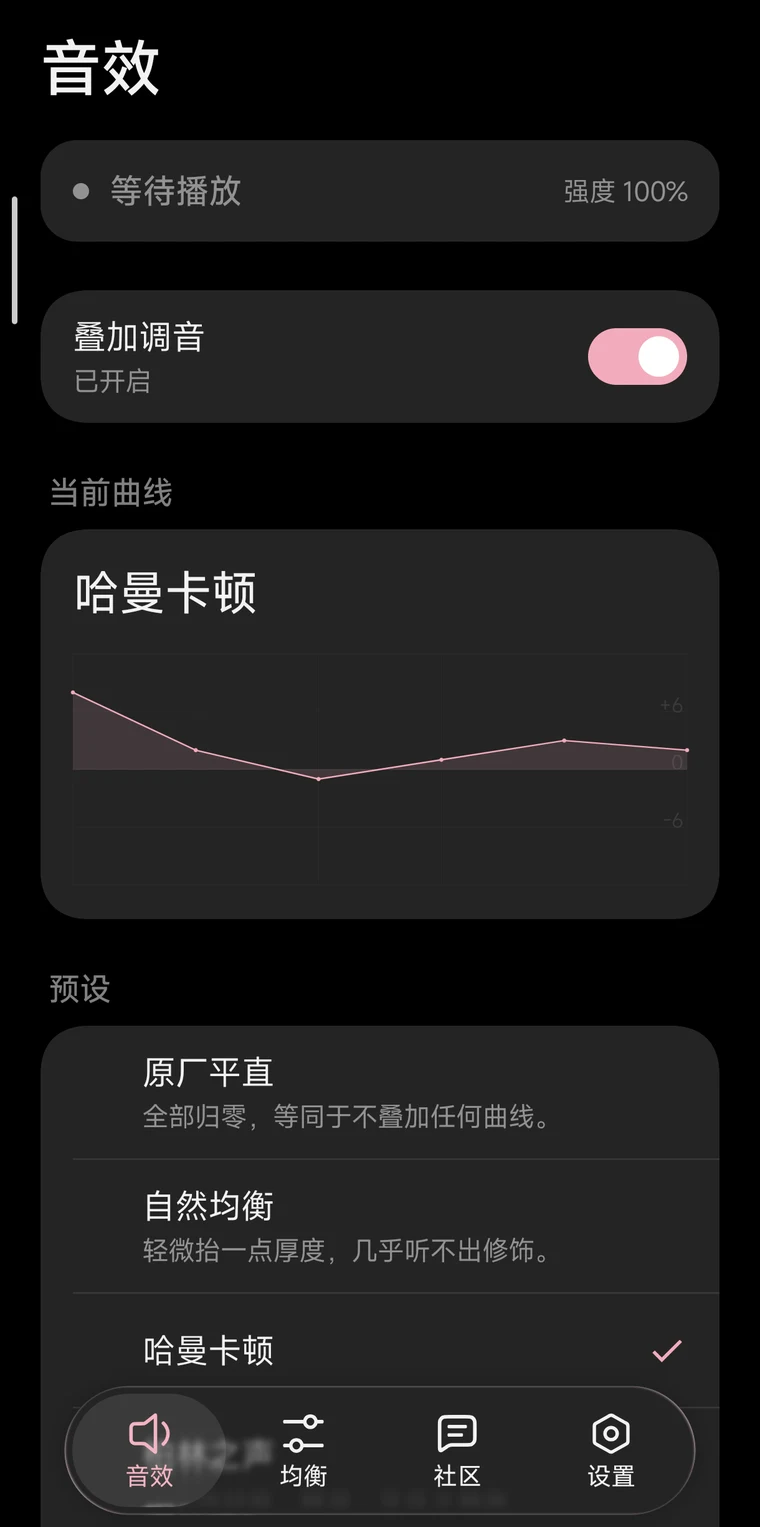 音效
等待播放
强度 100%
叠加调音
已开启
当前曲线
哈曼卡顿
+6
0
-6
预设
原厂平直
全部归零，等同于不叠加任何曲线。
自然均衡
轻微抬一点厚度，几乎听不出修饰。
哈曼卡顿
音效
均衡
社区
设置